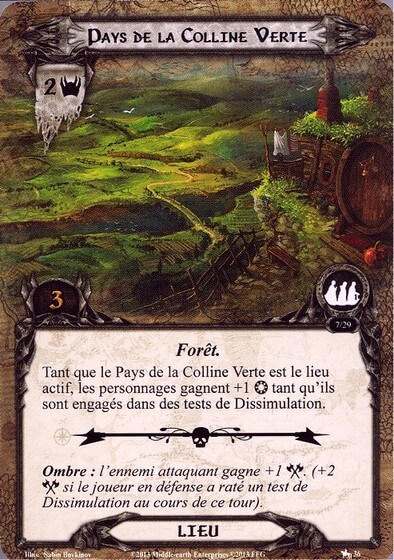 PAYS DE LA COLLINE VERTE
2
3
7/29
Forêt.
Tant que le Pays de la Colline Verte est le lieu
actif, les personnages gagnent +1 tant qu'ils
sont engagés dans des tests de Dissimulation.
Ombre : l'ennemi attaquant gagne +1 . (+2
si le joueur en défense a raté un test de
Dissimulation au cours de ce tour).
LIEU
©2013 Middle-earth Enterprises ©2013 FFG
36